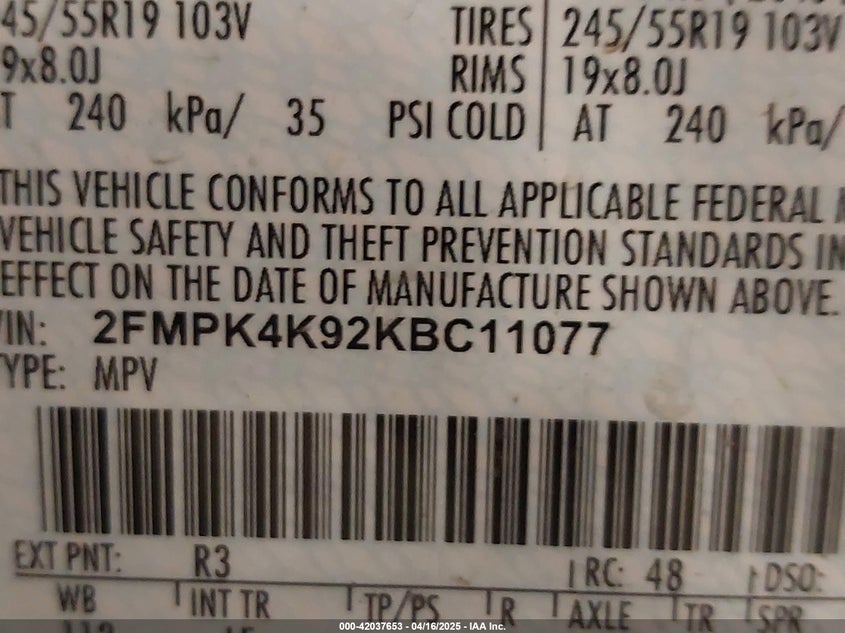 45/55R19 103V TIRES 245/55R19 103V
9x8.0J RIMS 19x8.0J
T 240 kPa/ 35 PSI COLD AT 240 kPa/
THIS VEHICLE CONFORMS TO ALL APPLICABLE FEDERAL
VEHICLE SAFETY AND THEFT PREVENTION STANDARDS IN
EFFECT ON THE DATE OF MANUFACTURE SHOWN ABOVE.
VIN: 2FMPK4K92KBC11077
YPE: MPV
EXT PNT: R3 RC: 48 DSO:
WB INT TR TP/PS R AXLE TR SPR
000-42037653 - 04/16/2025 - IAA Inc.